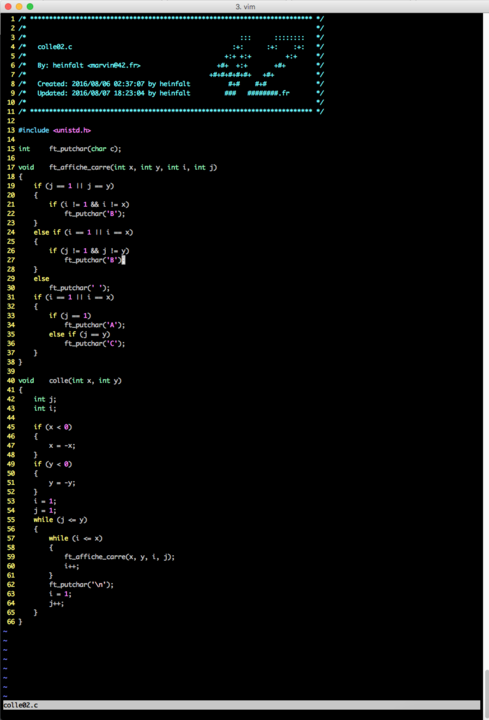 3. vim
1 /* ************************************************************************** */
2 /*                                                                            */
3 /*                                                        :::      ::::::::   */
4 /*   colle02.c                                          :+:      :+:    :+:   */
5 /*                                                    +:+ +:+         +:+     */
6 /*   By: heinfalt <marvin@42.fr>                    +#+  +:+       +#+        */
7 /*                                                +#+#+#+#+#+   +#+           */
8 /*   Created: 2016/08/06 02:37:07 by heinfalt          #+#    #+#             */
9 /*   Updated: 2016/08/07 18:23:04 by heinfalt         ###   ########.fr       */
10 /*                                                                            */
11 /* ************************************************************************** */
12
13 #include <unistd.h>
14
15 int     ft_putchar(char c);
16
17 void    ft_affiche_carre(int x, int y, int i, int j)
18 {
19     if (j == 1 || j == y)
20     {
21         if (i != 1 && i != x)
22             ft_putchar('B');
23     }
24     else if (i == 1 || i == x)
25     {
26         if (j != 1 && j != y)
27             ft_putchar('B')
28     }
29     else
30         ft_putchar(' ');
31     if (i == 1 || i == x)
32     {
33         if (j == 1)
34             ft_putchar('A');
35         else if (j == y)
36             ft_putchar('C');
37     }
38 }
39
40 void    colle(int x, int y)
41 {
42     int j;
43     int i;
44
45     if (x < 0)
46     {
47         x = -x;
48     }
49     if (y < 0)
50     {
51         y = -y;
52     }
53     i = 1;
54     j = 1;
55     while (j <= y)
56     {
57         while (i <= x)
58         {
59             ft_affiche_carre(x, y, i, j);
60             i++;
61         }
62         ft_putchar('\n');
63         i = 1;
64         j++;
65     }
66 }
~
~
~
~
~
~
~
~
colle02.c